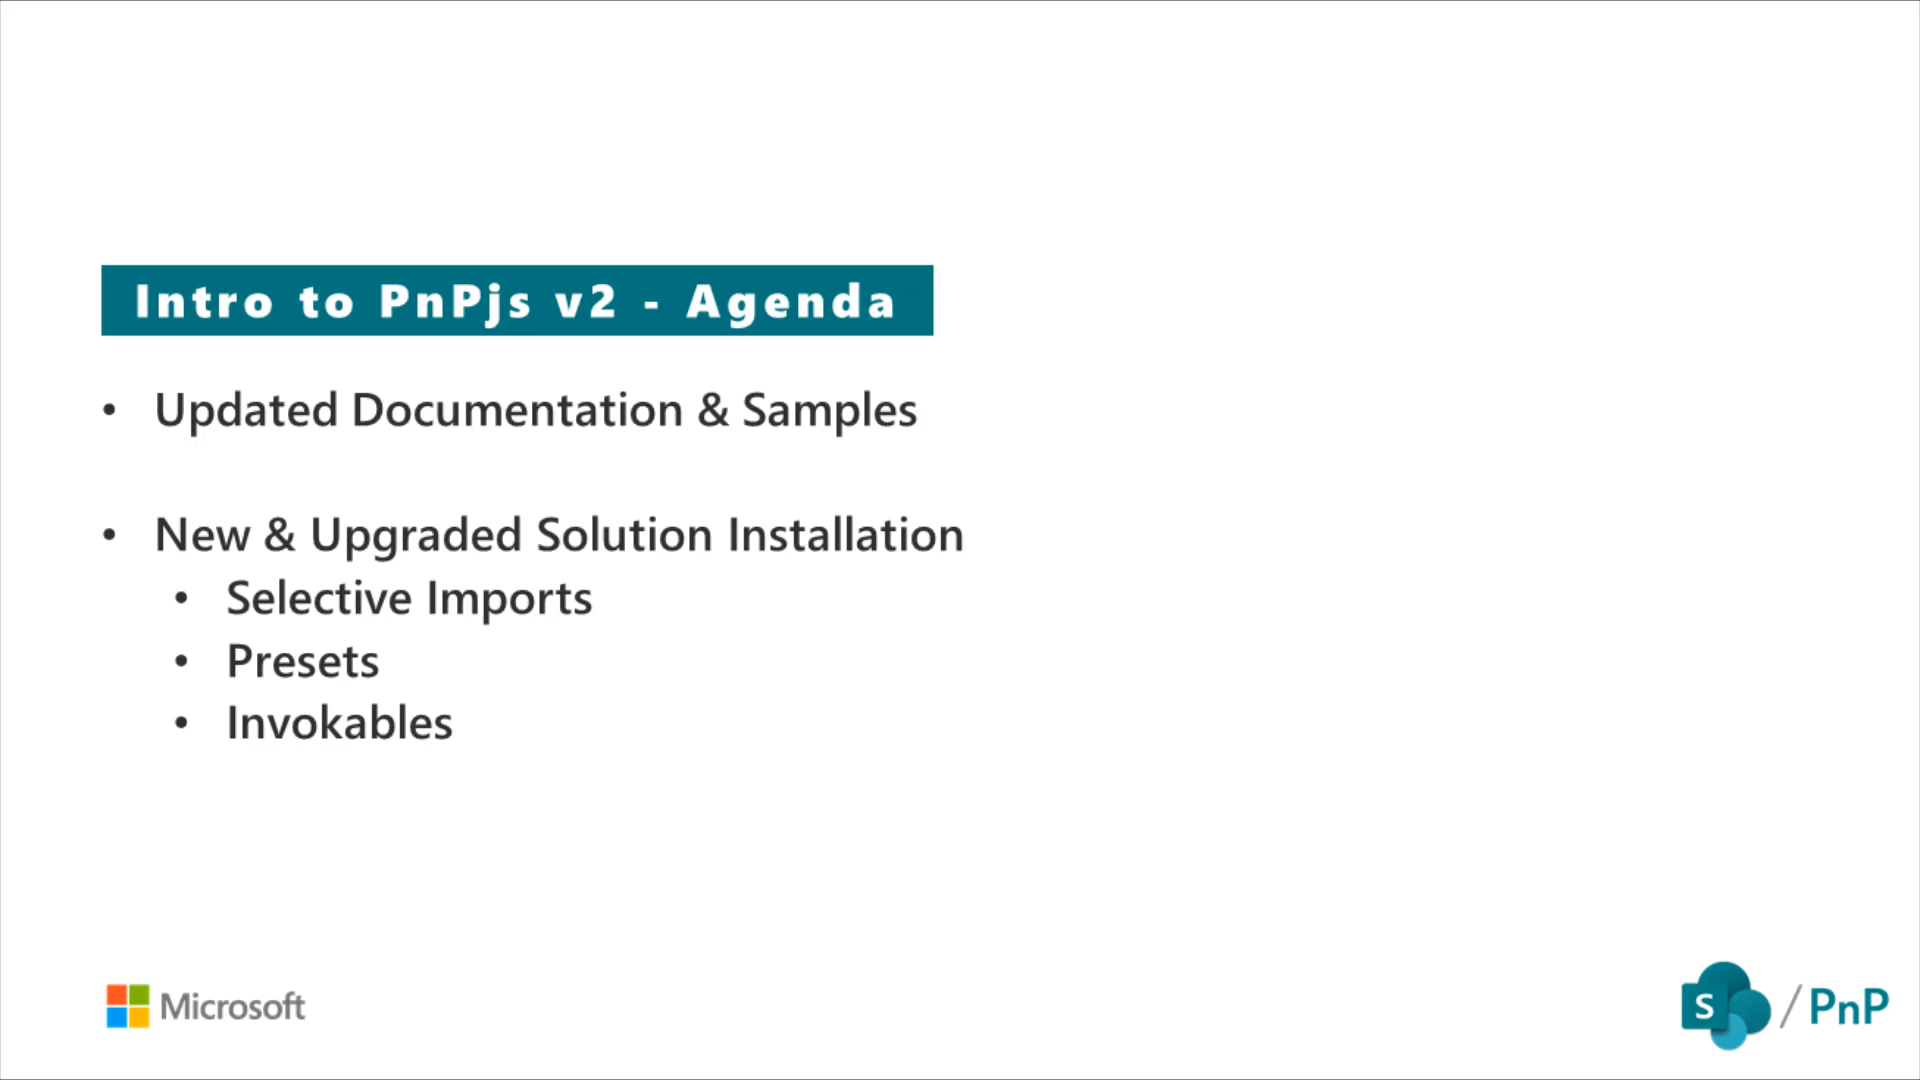 Intro to PnPjs v2 - Agenda
• Updated Documentation & Samples
• New & Upgraded Solution Installation
• Selective Imports
• Presets
• Invokables
Microsoft
S / PnP